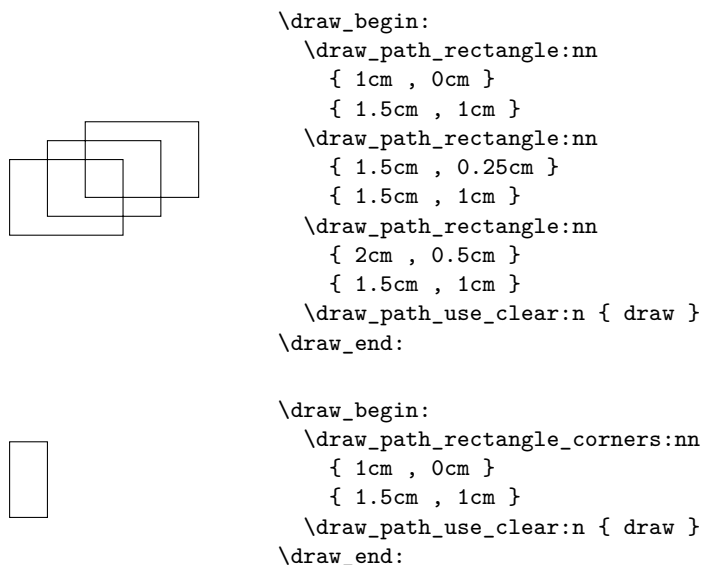 \draw_begin:
  \draw_path_rectangle:nn
    { 1cm , 0cm }
    { 1.5cm , 1cm }
  \draw_path_rectangle:nn
    { 1.5cm , 0.25cm }
    { 1.5cm , 1cm }
  \draw_path_rectangle:nn
    { 2cm , 0.5cm }
    { 1.5cm , 1cm }
  \draw_path_use_clear:n { draw }
\draw_end:
\draw_begin:
  \draw_path_rectangle_corners:nn
    { 1cm , 0cm }
    { 1.5cm , 1cm }
  \draw_path_use_clear:n { draw }
\draw_end: